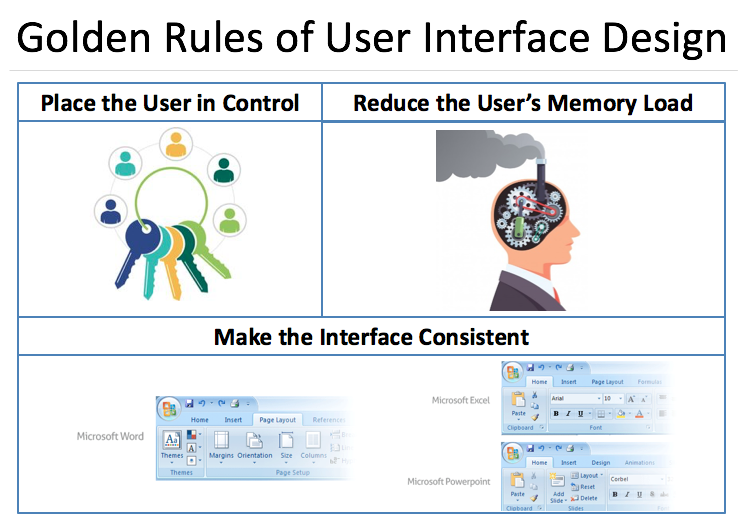 Golden Rules of User Interface Design
Place the User in Control
Reduce the User's Memory Load
Make the Interface Consistent
Microsoft Word
Home Insert Page Layout References
Aa
Themes
A
Margins Orientation Size Columns
Themes Page Setup
Microsoft Excel
Home Insert Page Layout Formulas
Arial 10 A A
Paste
B I U A
Clipboard Font
Microsoft Powerpoint
Home Insert Design Animations
Paste
Add
Slide
Layout
Reset
Delete
Corbel
B I U S abc
Clipboard Slides